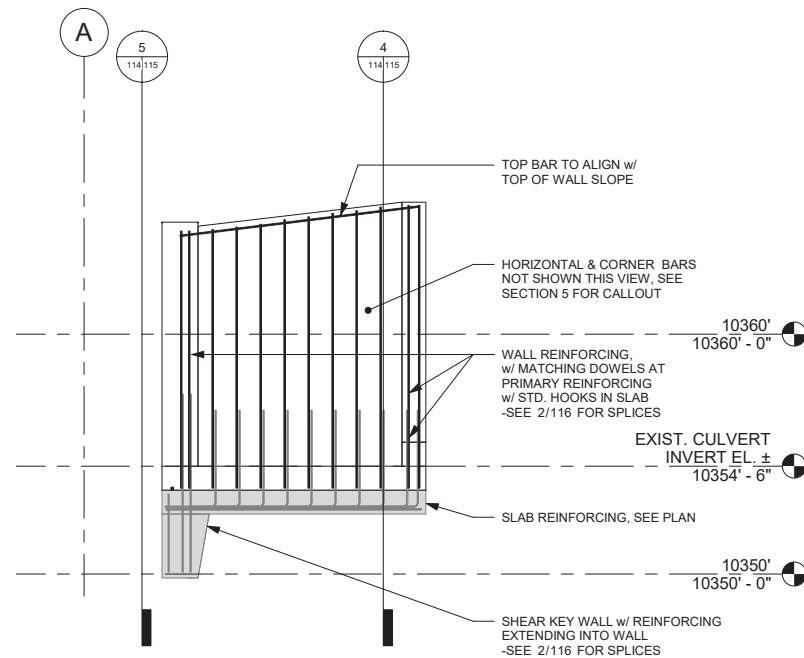 A
5
114 115
4
114 115
TOP BAR TO ALIGN w/
TOP OF WALL SLOPE
HORIZONTAL & CORNER BARS
NOT SHOWN THIS VIEW, SEE
SECTION 5 FOR CALLOUT
10360'
10360' - 0"
WALL REINFORCING,
w/ MATCHING DOWELS AT
PRIMARY REINFORCING
w/ STD. HOOKS IN SLAB
-SEE 2/116 FOR SPLICES
EXIST. CULVERT
INVERT EL. ±
10354' - 6"
SLAB REINFORCING, SEE PLAN
10350'
10350' - 0"
SHEAR KEY WALL w/ REINFORCING
EXTENDING INTO WALL
-SEE 2/116 FOR SPLICES